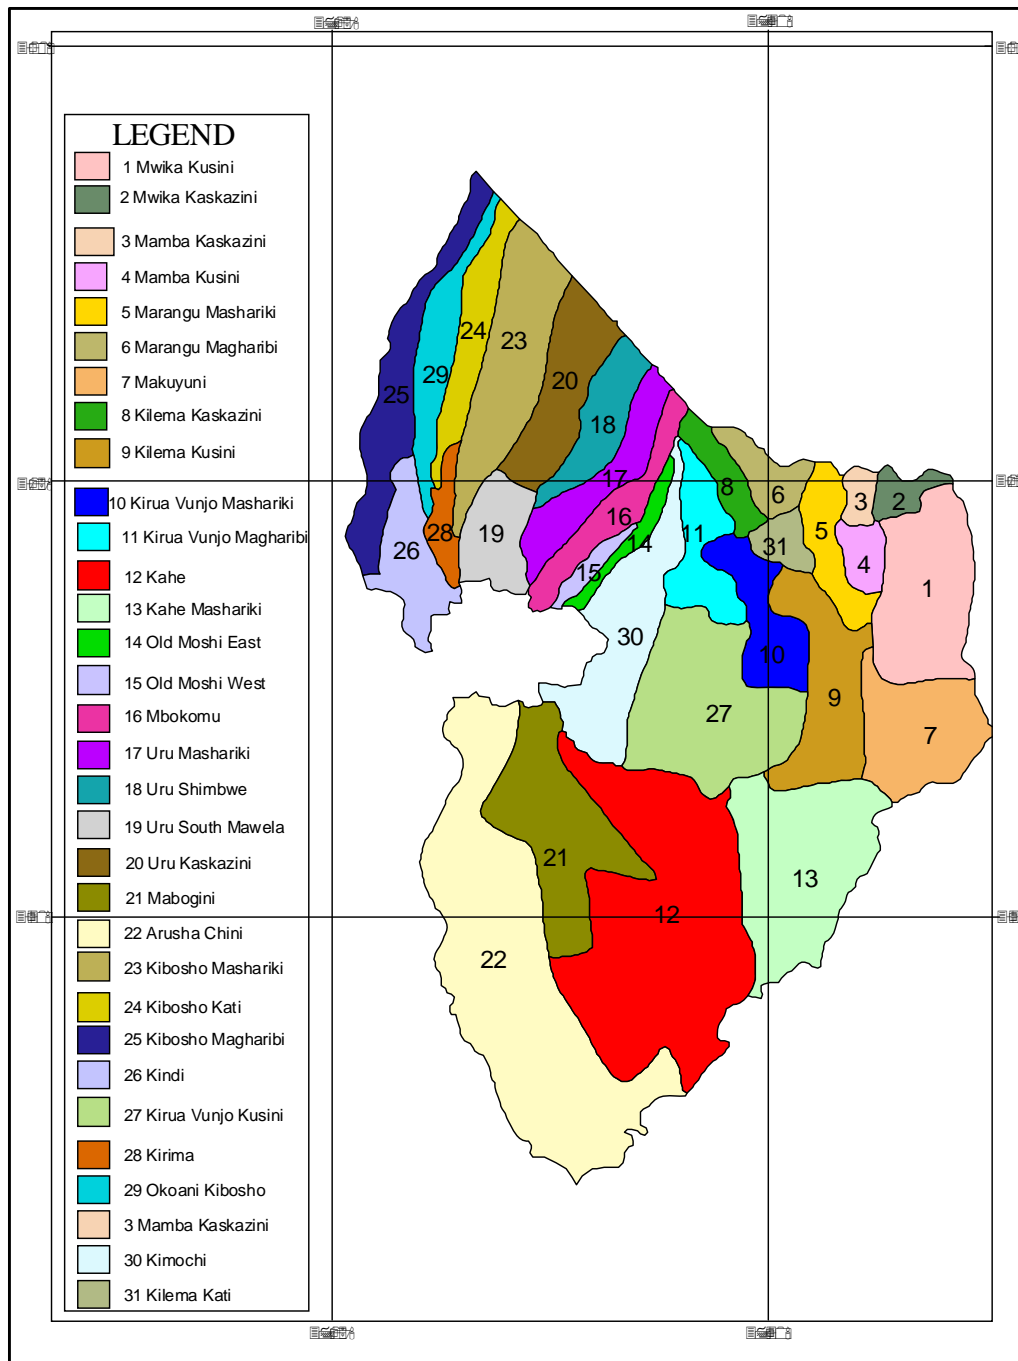 LEGEND
1 Mwika Kusini
2 Mwika Kaskazini
3 Mamba Kaskazini
4 Mamba Kusini
5 Marangu Mashariki
6 Marangu Magharibi
7 Makuyuni
8 Kilema Kaskazini
9 Kilema Kusini
10 Kirua Vunjo Mashariki
11 Kirua Vunjo Magharibi
12 Kahe
13 Kahe Mashariki
14 Old Moshi East
15 Old Moshi West
16 Mbokomu
17 Uru Mashariki
18 Uru Shimbwe
19 Uru South Mawela
20 Uru Kaskazini
21 Mabogini
22 Arusha Chini
23 Kibosho Mashariki
24 Kibosho Kati
25 Kibosho Magharibi
26 Kindi
27 Kirua Vunjo Kusini
28 Kirima
29 Okoani Kibosho
3 Mamba Kaskazini
30 Kimochi
31 Kilema Kati
24
23
29
20
25
18
17
8
6
3
2
16
5
28
19
11
14
31
26
15
4
1
30
10
9
27
7
21
13
12
22